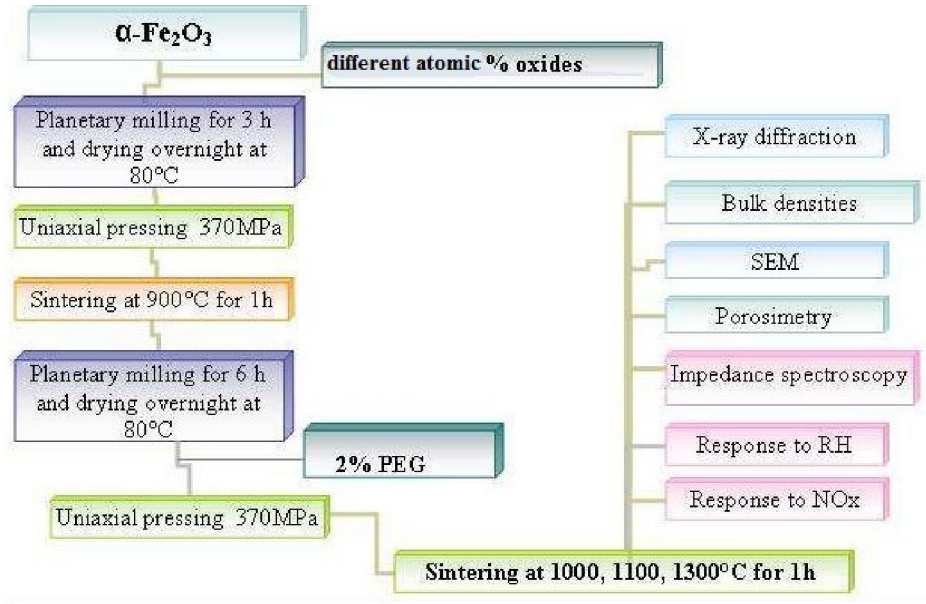 α-Fe₂O₃
different atomic % oxides
Planetary milling for 3 h
and drying overnight at
80°C
Uniaxial pressing 370MPa
Sintering at 900°C for 1h
Planetary milling for 6 h
and drying overnight at
80°C
2% PEG
Uniaxial pressing 370MPa
Sintering at 1000, 1100, 1300°C for 1h
X-ray diffraction
Bulk densities
SEM
Porosimetry
Impedance spectroscopy
Response to RH
Response to NOx